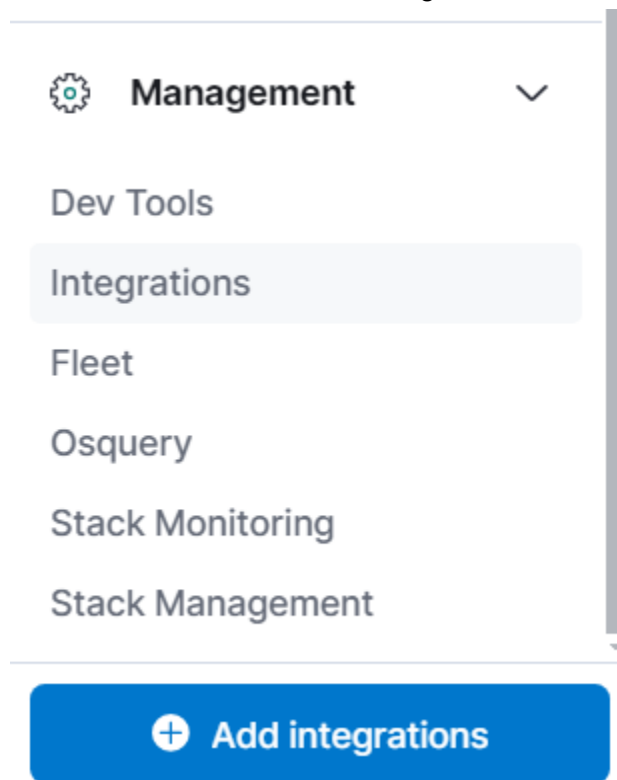 Management
Dev Tools
Integrations
Fleet
Osquery
Stack Monitoring
Stack Management
Add integrations